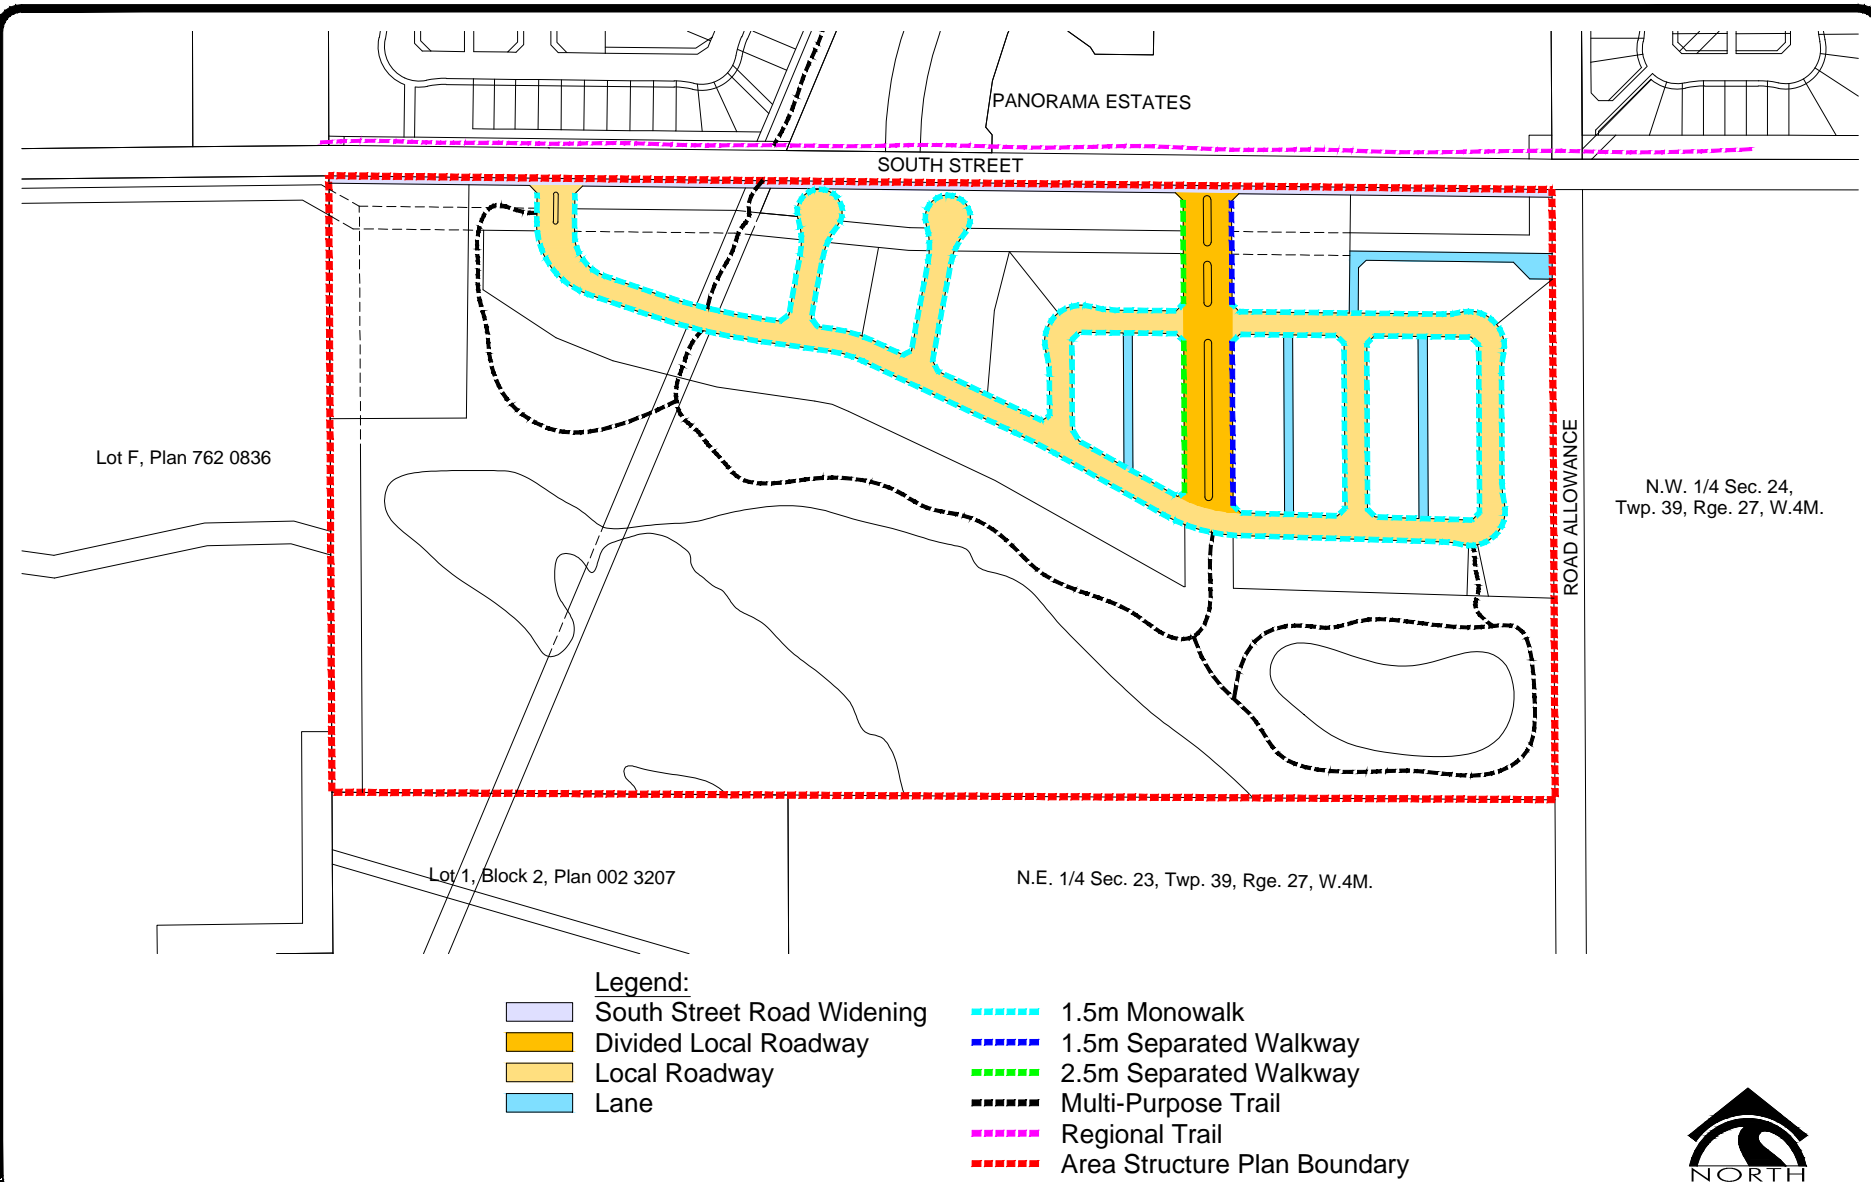 PANORAMA ESTATES
SOUTH STREET
Lot F, Plan 762 0836
ROAD ALLOWANCE
N.W. 1/4 Sec. 24,
Twp. 39, Rge. 27, W.4M.
Lot 1, Block 2, Plan 002 3207
N.E. 1/4 Sec. 23, Twp. 39, Rge. 27, W.4M.
Legend:
South Street Road Widening
Divided Local Roadway
Local Roadway
Lane
1.5m Monowalk
1.5m Separated Walkway
2.5m Separated Walkway
Multi-Purpose Trail
Regional Trail
Area Structure Plan Boundary
NORTH